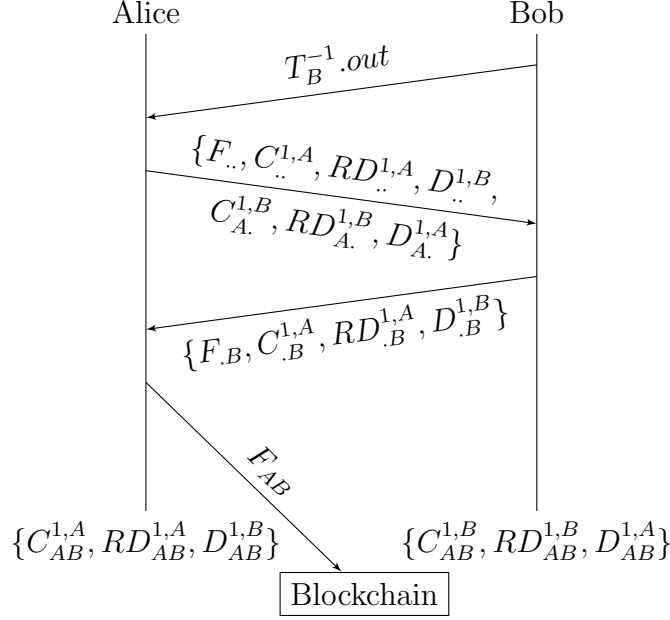 Alice Bob
T_B^{-1}.out
{F_{..}, C_{..}^{1,A}, RD_{..}^{1,A}, D_{..}^{1,B},
C_{A.}^{1,B}, RD_{A.}^{1,B}, D_{A.}^{1,A}}
{F_{.B}, C_{.B}^{1,A}, RD_{.B}^{1,A}, D_{.B}^{1,B}}
F_{AB}
{C_{AB}^{1,A}, RD_{AB}^{1,A}, D_{AB}^{1,B}} {C_{AB}^{1,B}, RD_{AB}^{1,B}, D_{AB}^{1,A}}
Blockchain